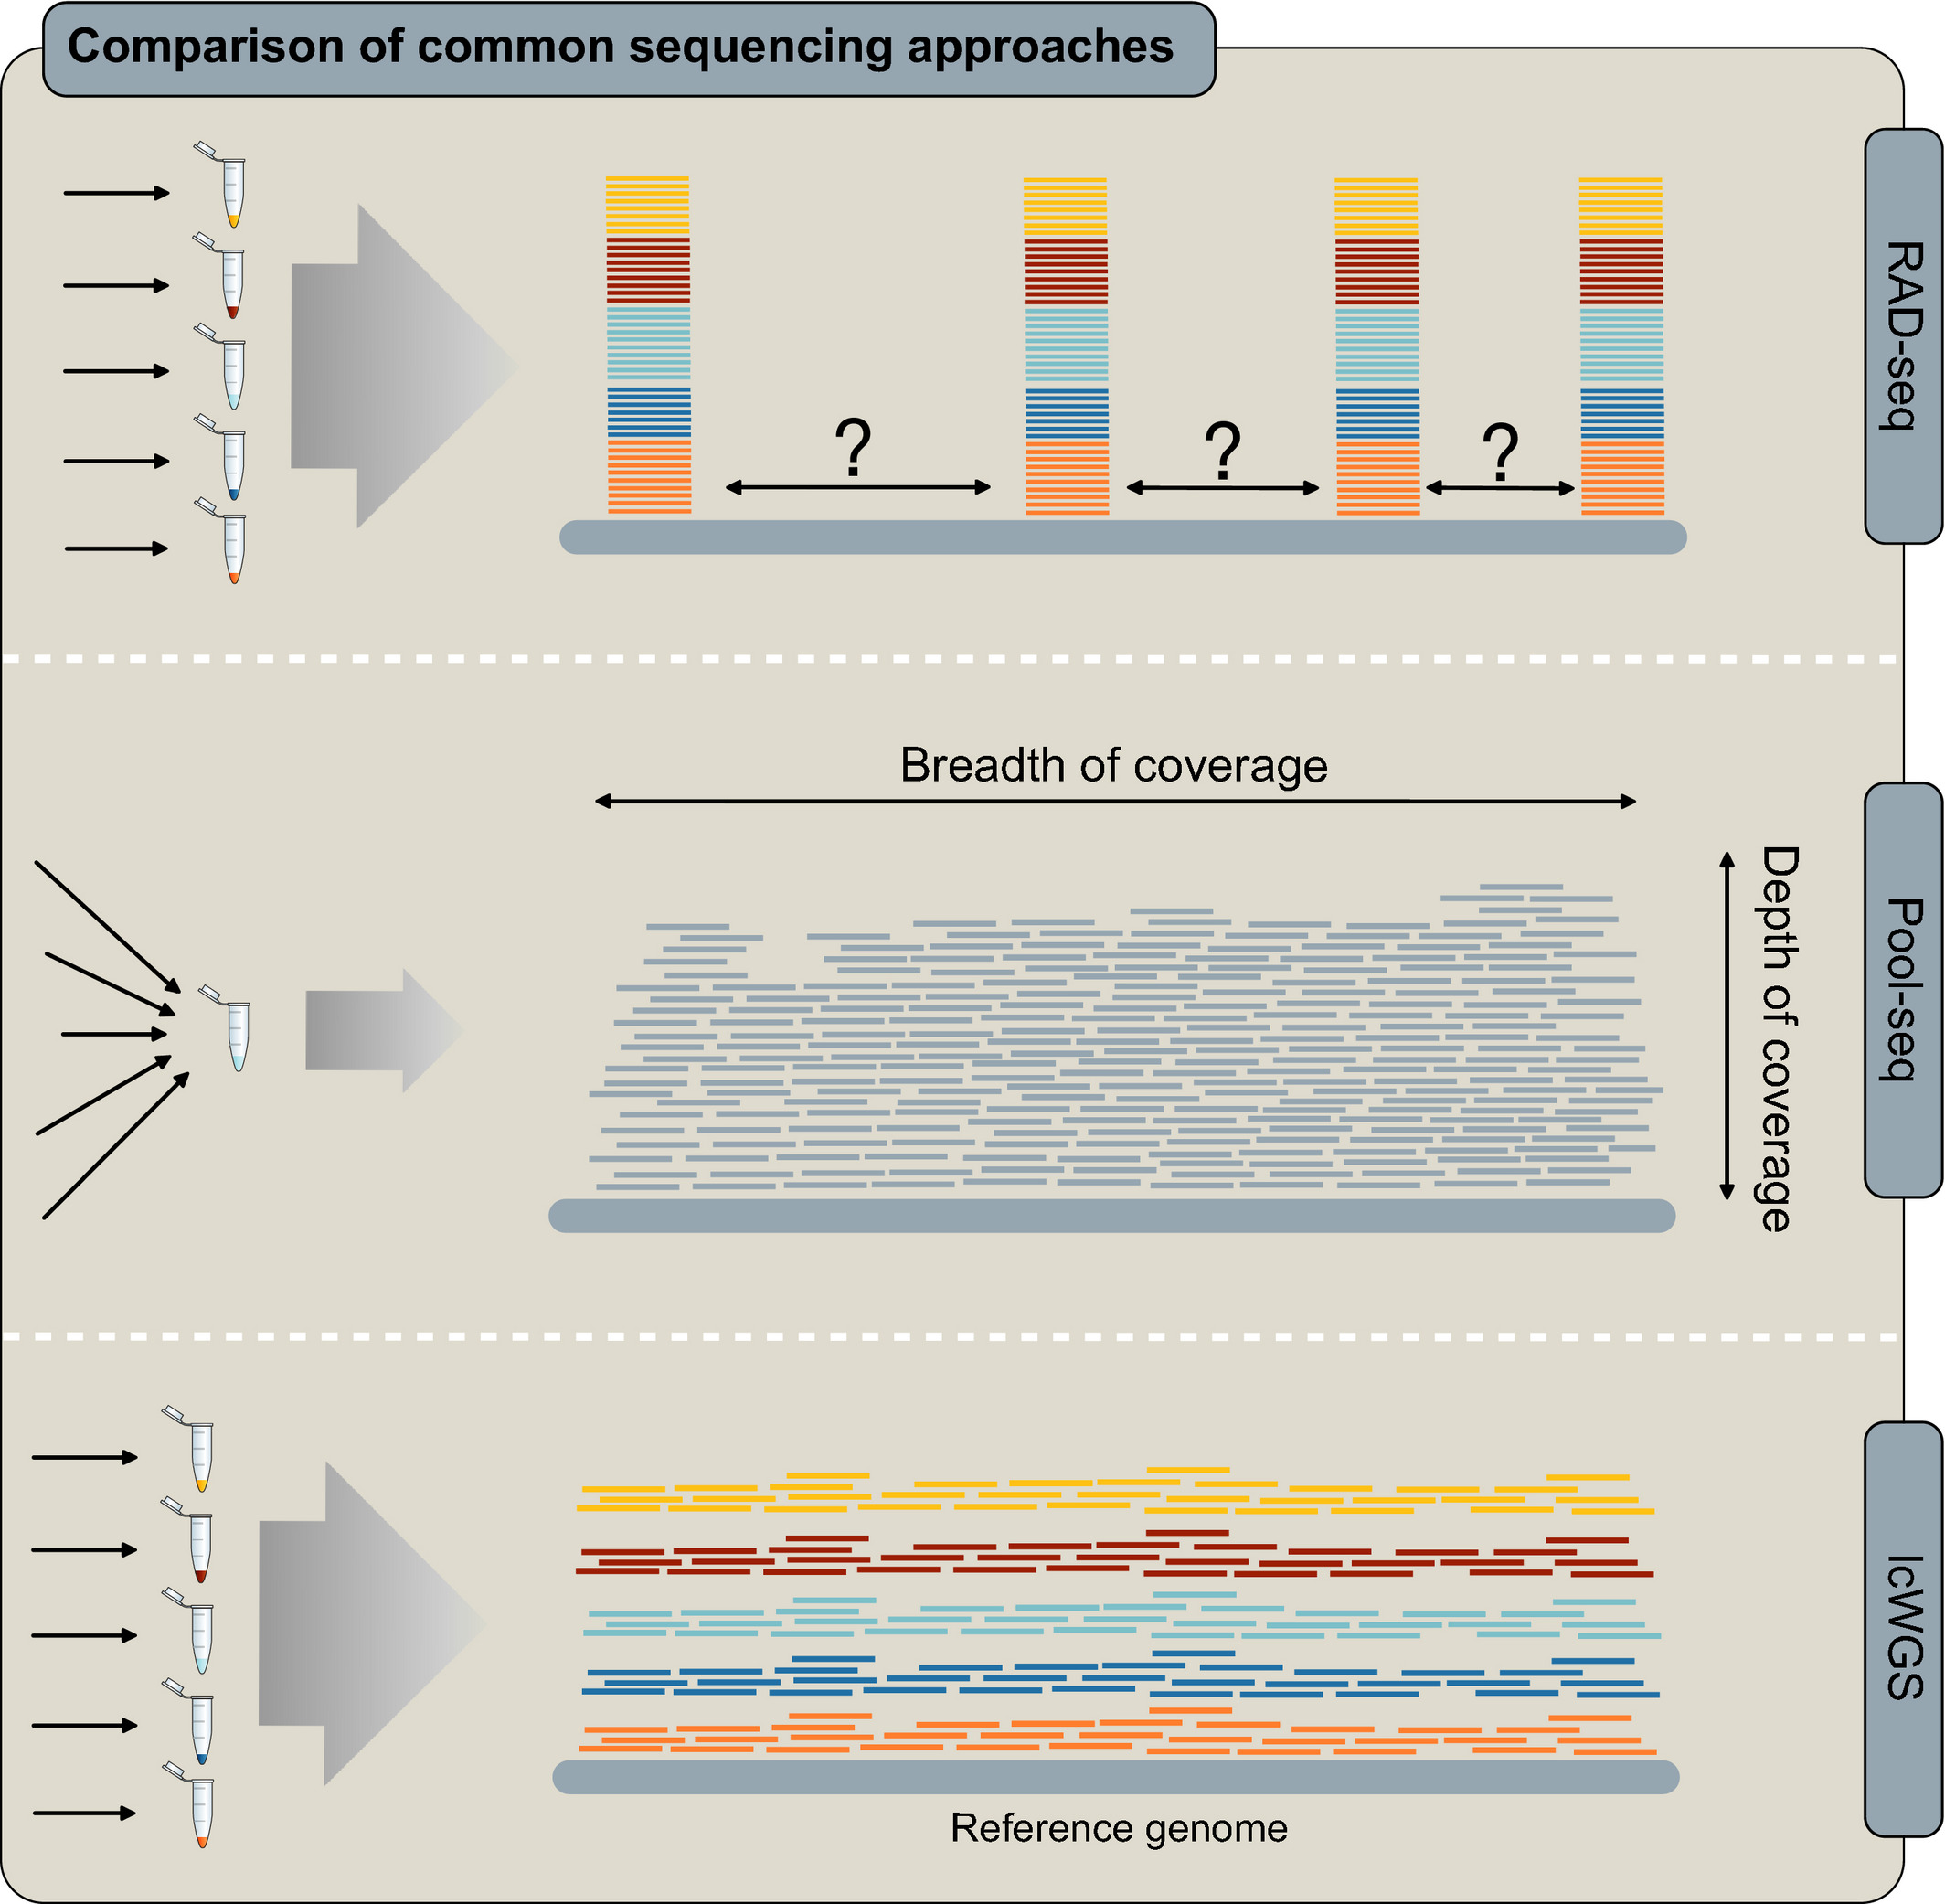 Comparison of common sequencing approaches
RAD-seq
?
?
?
Breadth of coverage
Depth of coverage
Pool-seq
lcWGS
Reference genome